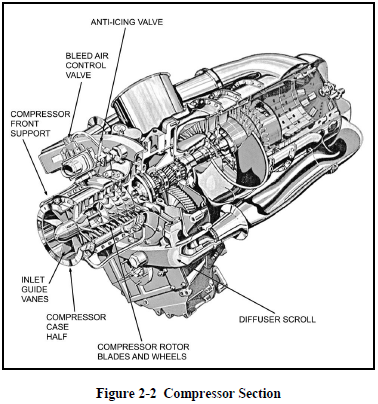 ANTI-ICING VALVE
BLEED AIR
CONTROL
VALVE
COMPRESSOR
FRONT
SUPPORT
INLET
GUIDE
VANES
COMPRESSOR
CASE
HALF
COMPRESSOR ROTOR
BLADES AND WHEELS
DIFFUSER SCROLL
Figure 2-2 Compressor Section